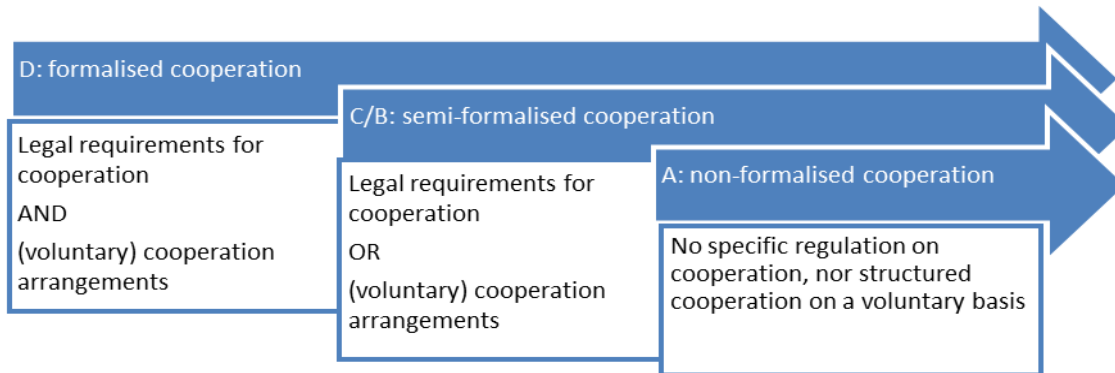 D: formalised cooperation
Legal requirements for
cooperation
AND
(voluntary) cooperation
arrangements
C/B: semi-formalised cooperation
Legal requirements for
cooperation
OR
(voluntary) cooperation
arrangements
A: non-formalised cooperation
No specific regulation on
cooperation, nor structured
cooperation on a voluntary basis